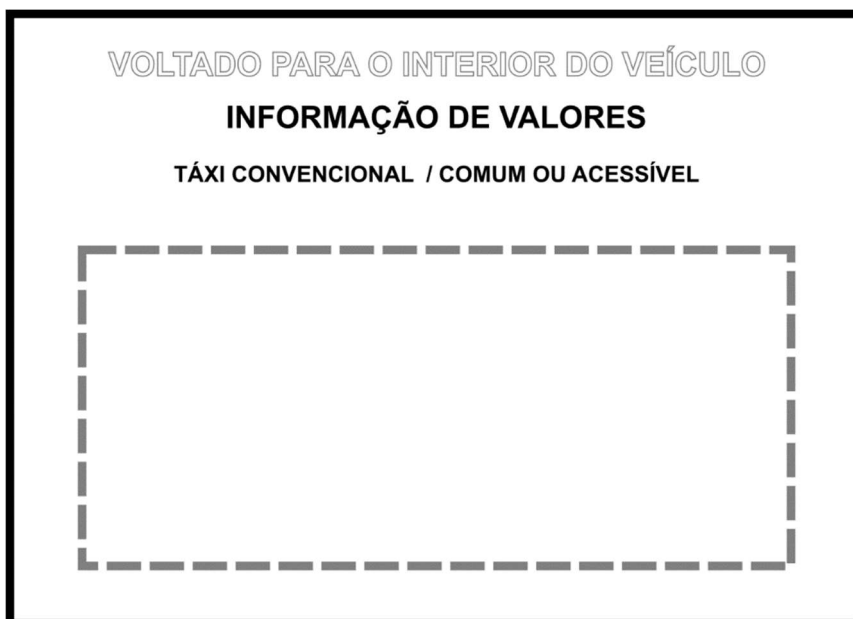 VOLTADO PARA O INTERIOR DO VEÍCULO
INFORMAÇÃO DE VALORES
TÁXI CONVENCIONAL / COMUM OU ACESSÍVEL